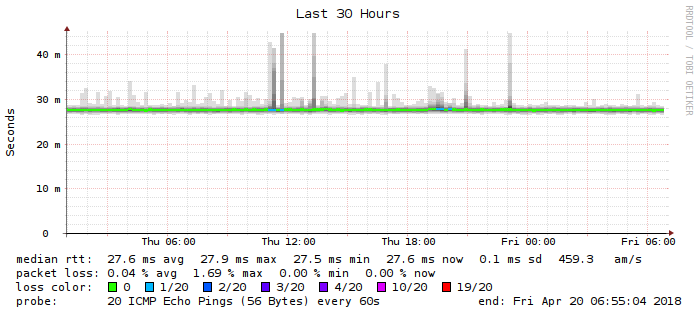 Last 30 Hours
RRDTOOL / TOBI OETIKER
Seconds
40 m
30 m
20 m
10 m
0
Thu 06:00 Thu 12:00 Thu 18:00 Fri 00:00 Fri 06:00
median rtt: 27.6 ms avg 27.9 ms max 27.5 ms min 27.6 ms now 0.1 ms sd 459.3 am/s
packet loss: 0.04 % avg 1.69 % max 0.00 % min 0.00 % now
loss color: 0 1/20 2/20 3/20 4/20 10/20 19/20
probe: 20 ICMP Echo Pings (56 Bytes) every 60s end: Fri Apr 20 06:55:04 2018